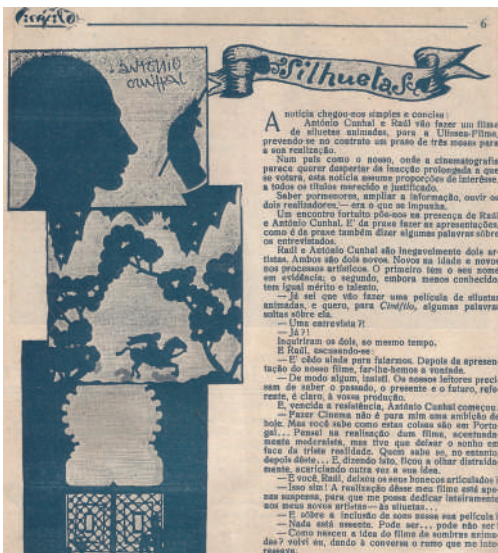 Cinéfilo
6
ANTÓNIO
CUNHAL
Silhuetas
A noticia chegou-nos simples e concisa:
António Cunhal e Raúl vão fazer um filme
de siluetas animadas, para a Ulissea-Filme,
prevendo-se no contrato um praso de três meses para
a sua realização.
Num país como o nosso, onde a cinematografia
parece querer despertar da inacção prolongada a que
se votara, esta noticia assume proporções de interêsse,
a todos os títulos merecido e justificado.
Saber pormenores, ampliar a informação, ouvir os
dois realizadores, — era o que se impunha.
Um encontro fortuito pôs-nos na presença de Raúl
e António Cunhal. E' da praxe fazer as apresentações,
como é da praxe também dizer algumas palavras sôbre
os entrevistados.
Raúl e António Cunhal são inegavelmente dois ar-
tistas. Ambos são dois novos. Novos na idade e novos
nos processos artísticos. O primeiro tem o seu nome
em evidência; o segundo, embora menos conhecido,
tem igual mérito e talento.
— Já sei que vão fazer uma película de siluetas
animadas, e quero, para Cinéfilo, algumas palavras
soltas sôbre ela.
— Uma entrevista ?!
— Já ?!
Inquiriram os dois, ao mesmo tempo.
E Raúl, escusando-se:
— E' cêdo ainda para falarmos. Depois da apresen-
tação do nosso filme, far-lhe-hemos a vontade.
— De modo algum, insisti. Os nossos leitores preci-
sam de saber o passado, o presente e o futuro, refe-
rente, é claro, à vossa produção.
E, vencida a resistência, António Cunhal começou:
— Fazer Cinema não é para mim uma ambição de
hoje. Mas você sabe como estas coisas são em Portu-
gal... Pensei na realisação dum filme, acentuada-
mente modernista, mas tive que deixar o sonho em
face da triste realidade. Quem sabe se, no entanto,
depois dêste... E, dizendo isto, ficou a olhar distraida-
mente, acariciando outra vez a sua idea.
— E você, Raúl, deixou os seus bonecos articulados?
— Isso sim! A realização dêsse meu filme está ape-
nas suspensa, para que me possa dedicar inteiramente
aos meus novos artistas — às siluetas...
— E sôbre a inclusão de sons nessa sua película?
— Nada está assente. Pode ser... pode não ser!
— Como nasceu a idea do filme de sombras anima-
das? volvi eu, dando à conversa o rumo que me inte-
ressava.